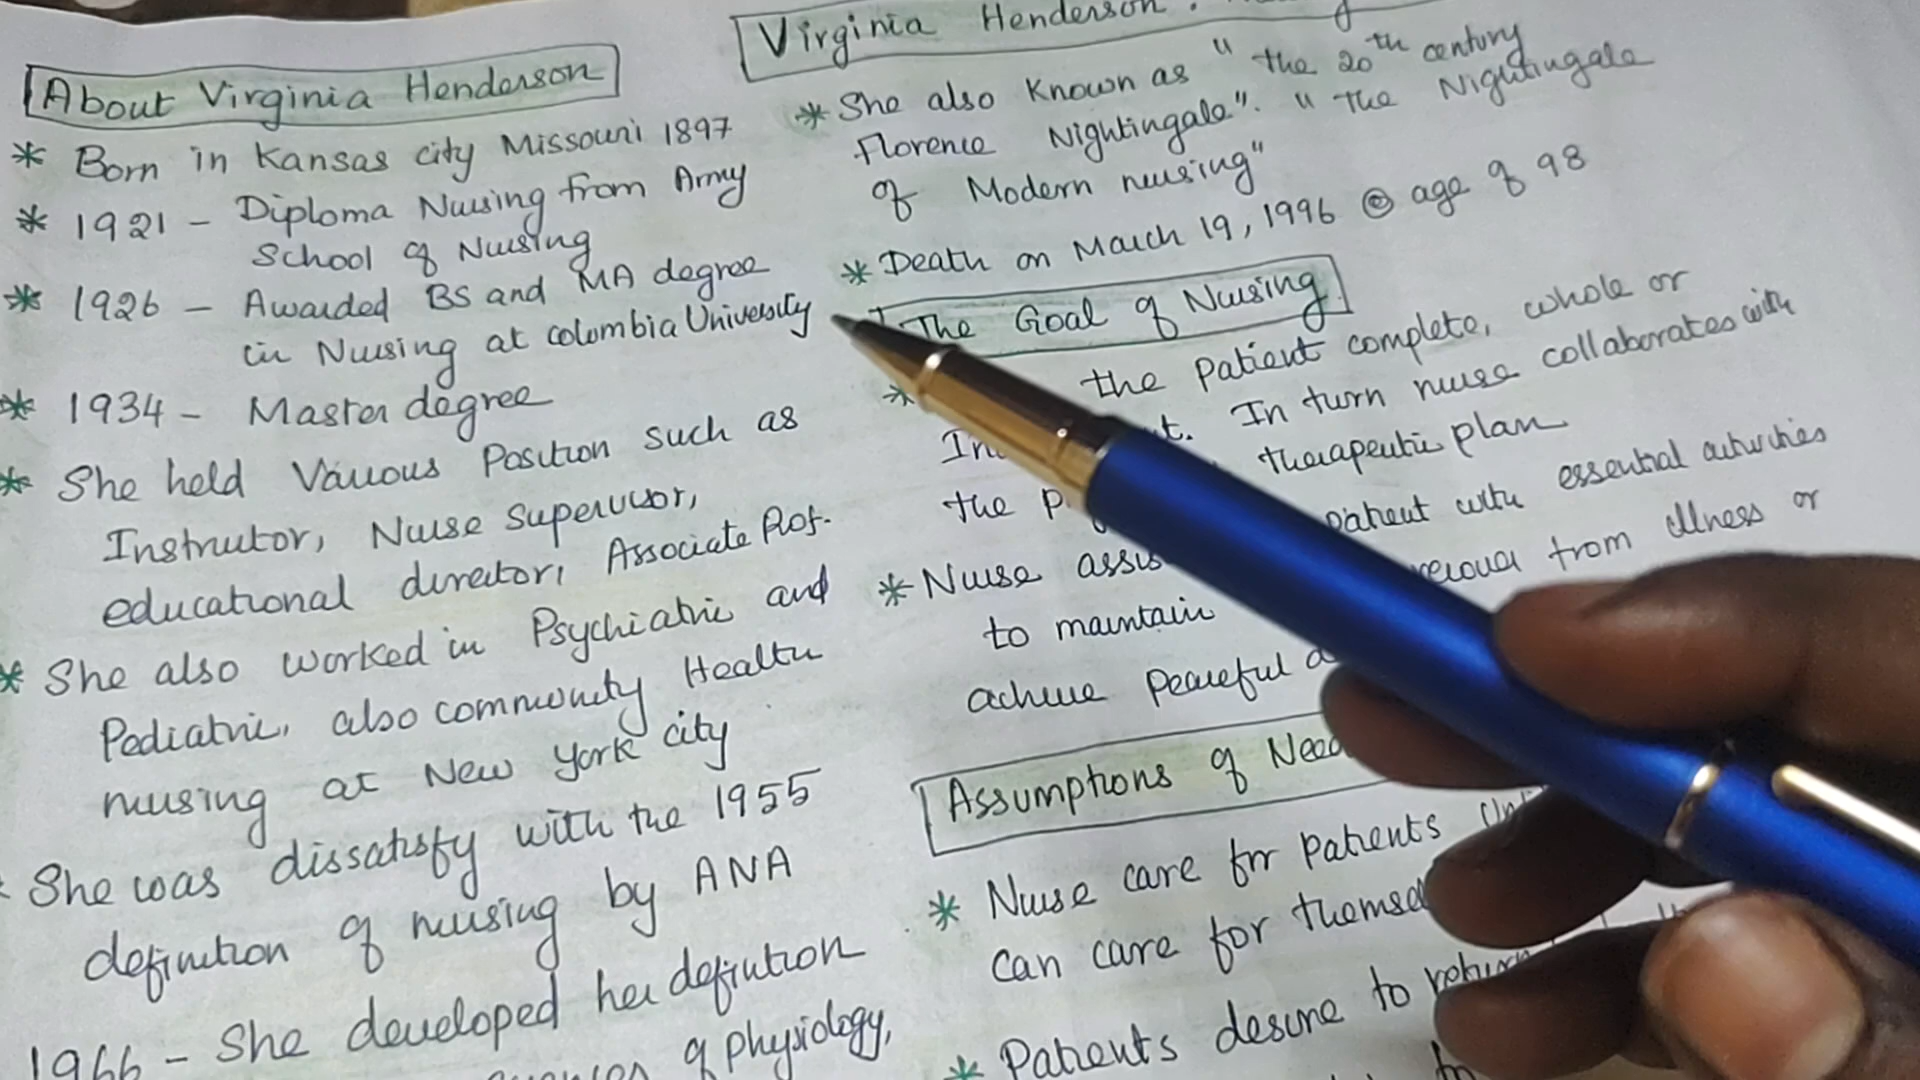 About Virginia Henderson
* Born in Kansas city Missouri 1897
* 1921 - Diploma Nursing from Army
School of Nursing
* 1926 - Awarded BS and MA degree
in Nursing at colombia University
* 1934 - Master degree
* She held Various Position such as
Instrutor, Nurse supervisor,
educational director, Associate Prof.
* She also worked in Psychiatric and
Pediatric, also community Health
nursing at New York city
She was dissatisfy with the 1955
definition of nursing by ANA
1966 - She developed her definition
of physiology,
Virginia Henderson
* She also known as "the 20th century
Florence Nightingale". "The Nightingale
of Modern nursing"
* Death on March 19, 1996 @ age of 98
The Goal of Nursing
* the patient complete, whole or
In turn nurse collaborates with
the therapeutic plan
* Nurse patient with essential activities
to maintain from illness or
achive peaceful
Assumptions of
* Nurse care for patients
can care for
* Patients desire to return